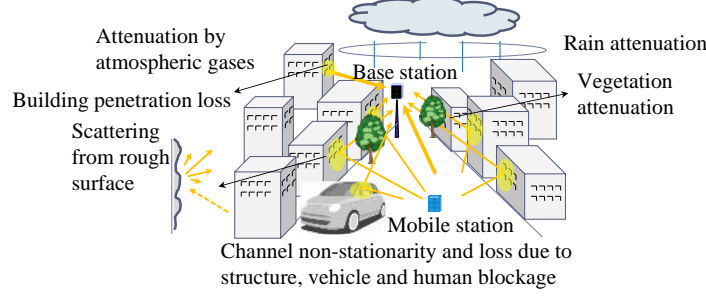 Attenuation by
atmospheric gases
Rain attenuation
Base station
Building penetration loss
Vegetation
attenuation
Scattering
from rough
surface
Mobile station
Channel non-stationarity and loss due to
structure, vehicle and human blockage